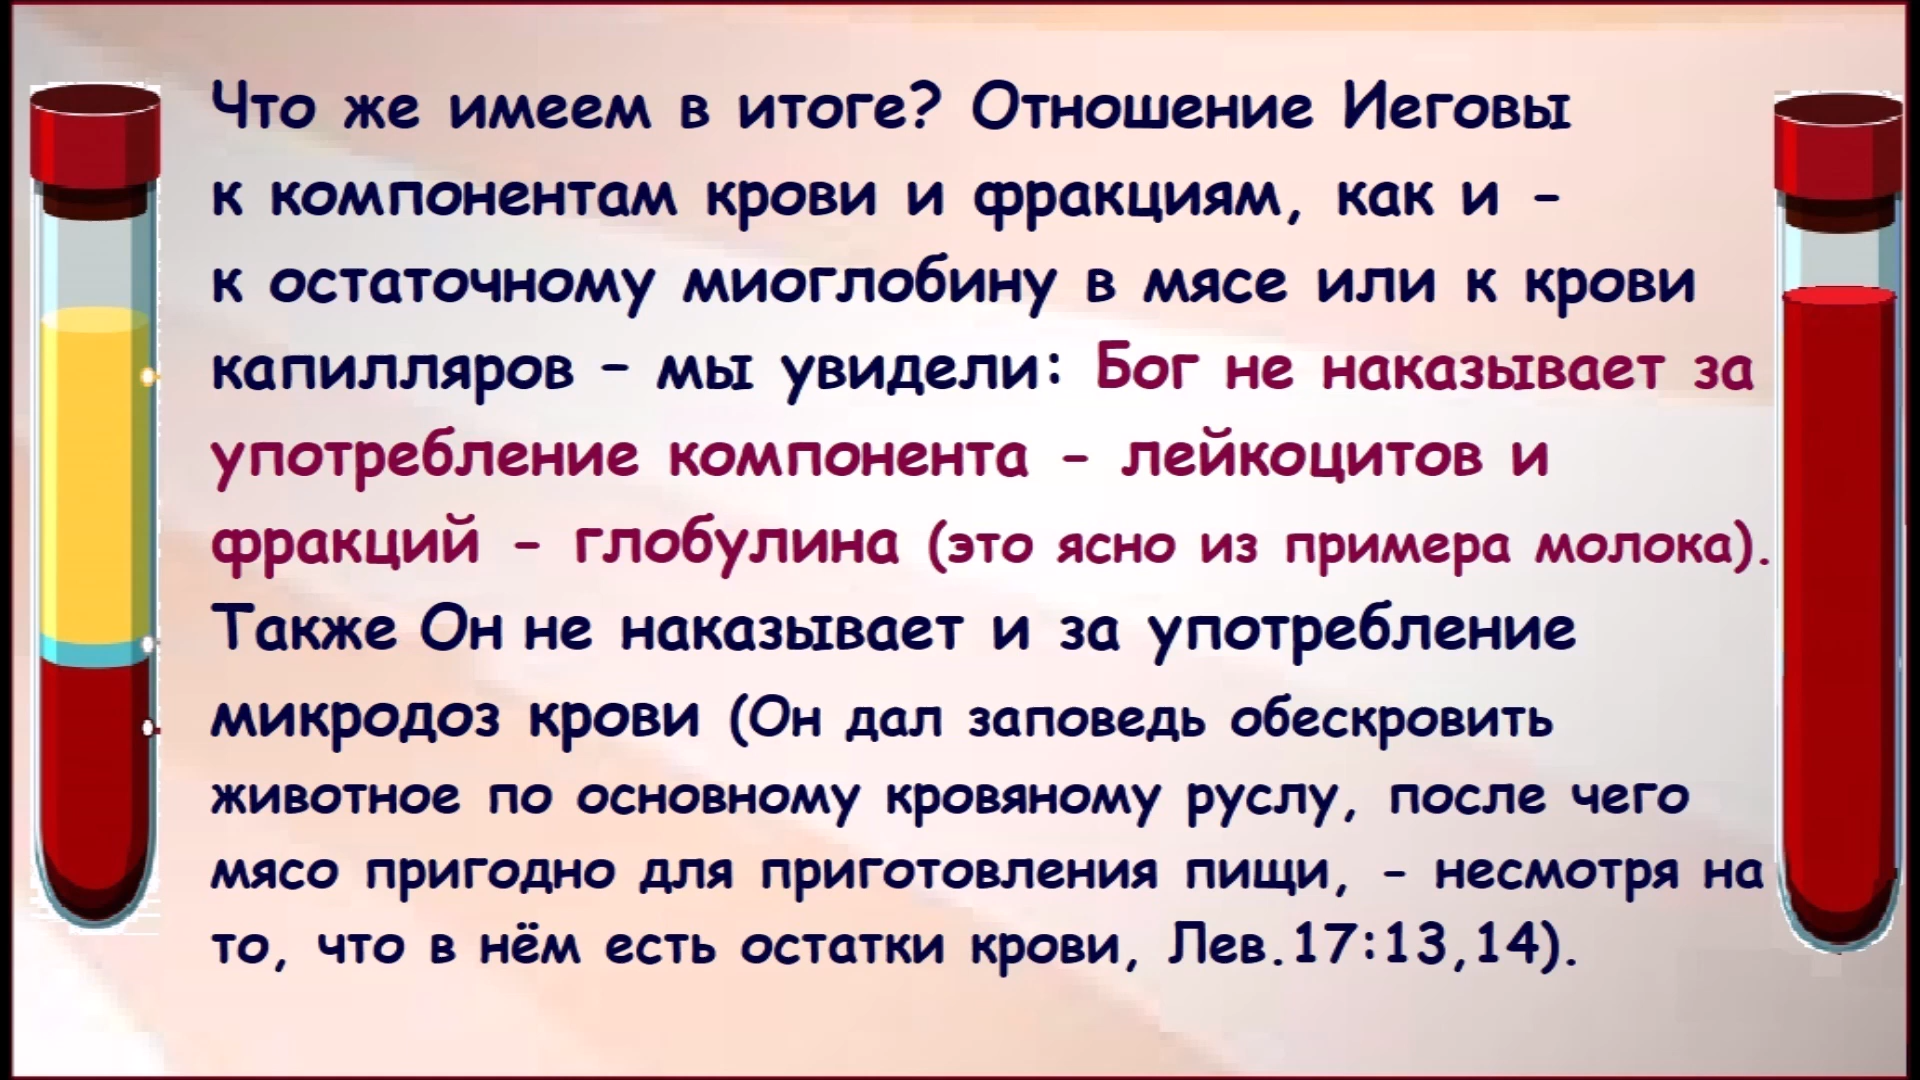 Что же имеем в итоге? Отношение Иеговы
к компонентам крови и фракциям, как и -
к остаточному миоглобину в мясе или к крови
капилляров – мы увидели: Бог не наказывает за
употребление компонента - лейкоцитов и
фракций - глобулина (это ясно из примера молока).
Также Он не наказывает и за употребление
микродоз крови (Он дал заповедь обескровить
животное по основному кровяному руслу, после чего
мясо пригодно для приготовления пищи, - несмотря на
то, что в нём есть остатки крови, Лев.17:13,14).